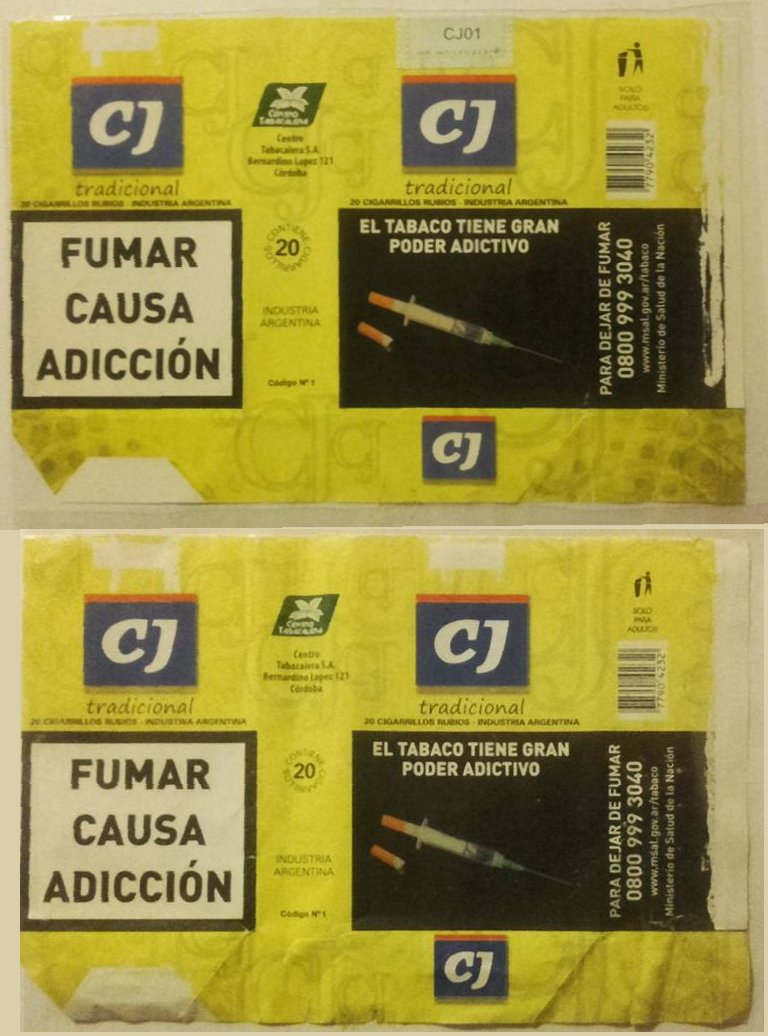 CJ01
CJ
tradicional
20 CIGARRILLOS RUBIOS - INDUSTRIA ARGENTINA
CENTRO
TABACALERA
Centro
Tabacalera S.A.
Bernardino Lopez 121
Córdoba
CJ
tradicional
20 CIGARRILLOS RUBIOS - INDUSTRIA ARGENTINA
SOLO
PARA
ADULTOS
7790 4232
FUMAR
CAUSA
ADICCIÓN
CONTIENE
20
CIGARRILLOS
INDUSTRIA
ARGENTINA
Código Nº 1
EL TABACO TIENE GRAN
PODER ADICTIVO
PARA DEJAR DE FUMAR
0800 999 3040
www.msal.gov.ar/tabaco
Ministerio de Salud de la Nación
CJ
CJ
tradicional
20 CIGARRILLOS RUBIOS - INDUSTRIA ARGENTINA
CENTRO
TABACALERA
Centro
Tabacalera S.A.
Bernardino Lopez 121
Córdoba
CJ
tradicional
20 CIGARRILLOS RUBIOS - INDUSTRIA ARGENTINA
SOLO
PARA
ADULTOS
7790 4232
FUMAR
CAUSA
ADICCIÓN
CONTIENE
20
CIGARRILLOS
INDUSTRIA
ARGENTINA
Código Nº 1
EL TABACO TIENE GRAN
PODER ADICTIVO
PARA DEJAR DE FUMAR
0800 999 3040
www.msal.gov.ar/tabaco
Ministerio de Salud de la Nación
CJ